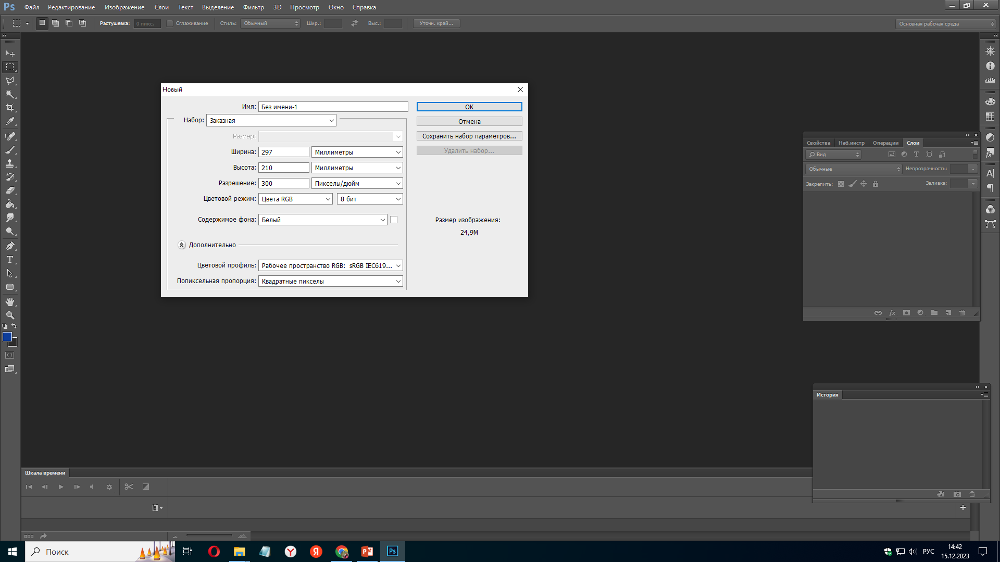 Ps Файл Редактирование Изображение Слои Текст Выделение Фильтр 3D Просмотр Окно Справка
Растушевка: 0 пикс. Сглаживание Стиль: Обычный Шир.: Выс.: Уточн. край... Основная рабочая среда
Новый
Имя: Без имени-1
OK
Набор: Заказная
Отмена
Размер:
Сохранить набор параметров...
Ширина: 297 Миллиметры
Удалить набор...
Высота: 210 Миллиметры
Разрешение: 300 Пикселы/дюйм
Цветовой режим: Цвета RGB 8 бит
Содержимое фона: Белый
Размер изображения:
24,9M
Дополнительно
Цветовой профиль: Рабочее пространство RGB: sRGB IEC619...
Попиксельная пропорция: Квадратные пикселы
Свойства Наб.инстр Операции Слои
Вид
Обычные Непрозрачность:
Закрепить: Заливка:
История
Шкала времени
Поиск
РУС
14:42
15.12.2023